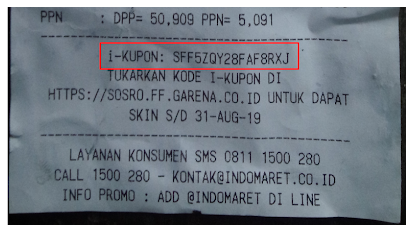 PPN : DPP= 50,909 PPN= 5,091
i-KUPON: SFF5ZQY28FAF8RXJ
TUKARKAN KODE I-KUPON DI
HTTPS://SOSRO.FF.GARENA.CO.ID UNTUK DAPAT
SKIN S/D 31-AUG-19
LAYANAN KONSUMEN SMS 0811 1500 280
CALL 1500 280 - KONTAK@INDOMARET.CO.ID
INFO PROMO : ADD @INDOMARET DI LINE